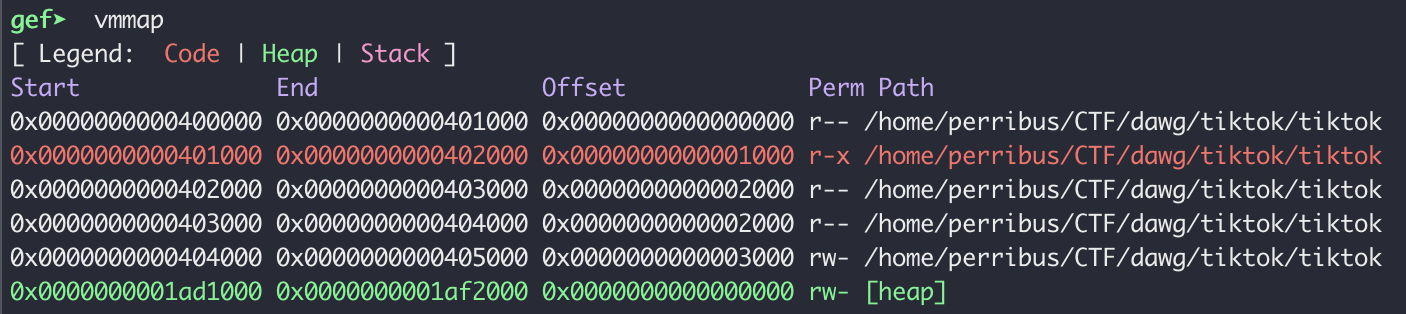 gef➤  vmmap
[ Legend:  Code | Heap | Stack ]
Start              End                Offset             Perm Path
0x0000000000400000 0x0000000000401000 0x0000000000000000 r-- /home/perribus/CTF/dawg/tiktok/tiktok
0x0000000000401000 0x0000000000402000 0x0000000000001000 r-x /home/perribus/CTF/dawg/tiktok/tiktok
0x0000000000402000 0x0000000000403000 0x0000000000002000 r-- /home/perribus/CTF/dawg/tiktok/tiktok
0x0000000000403000 0x0000000000404000 0x0000000000002000 r-- /home/perribus/CTF/dawg/tiktok/tiktok
0x0000000000404000 0x0000000000405000 0x0000000000003000 rw- /home/perribus/CTF/dawg/tiktok/tiktok
0x0000000001ad1000 0x0000000001af2000 0x0000000000000000 rw- [heap]